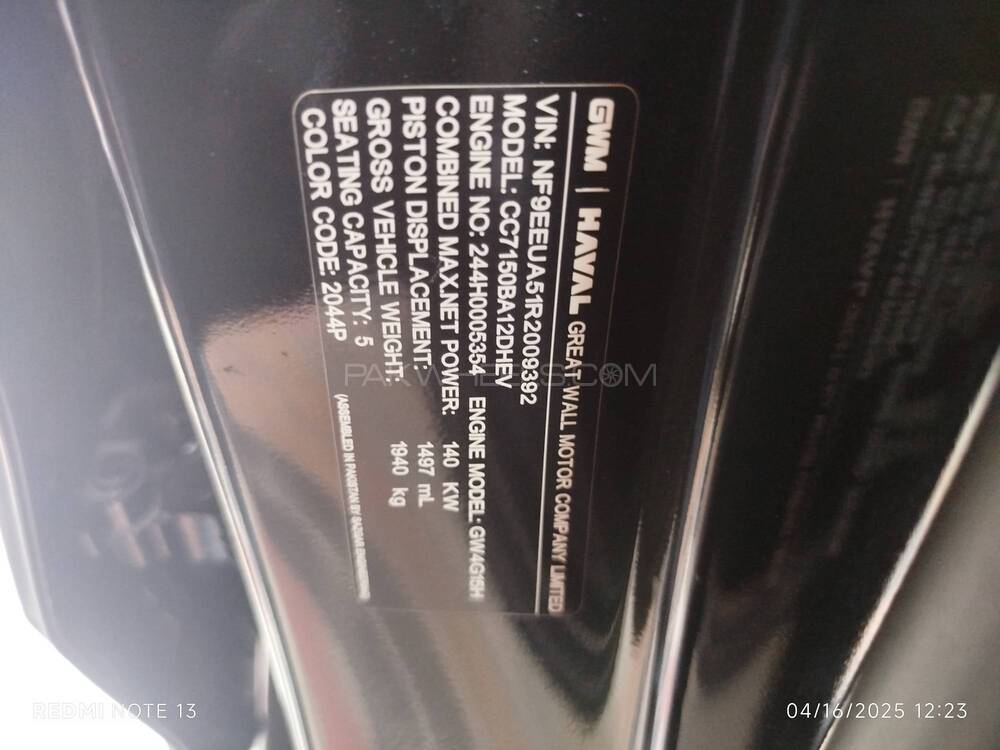 GWM | HAVAL GREAT WALL MOTOR COMPANY LIMITED
VIN: NF9EEUA51R2009392
MODEL: CC7150BA12DHEV
ENGINE NO: 244H0005354 ENGINE MODEL: GW4G15H
COMBINED MAX.NET POWER: 140 KW
PISTON DISPLACEMENT: 1497 mL
GROSS VEHICLE WEIGHT: 1940 kg
SEATING CAPACITY: 5
COLOR CODE: 2044P
(ASSEMBLED IN PAKISTAN BY
PAKWHEELS.COM
REDMI NOTE 13
04/16/2025 12:23